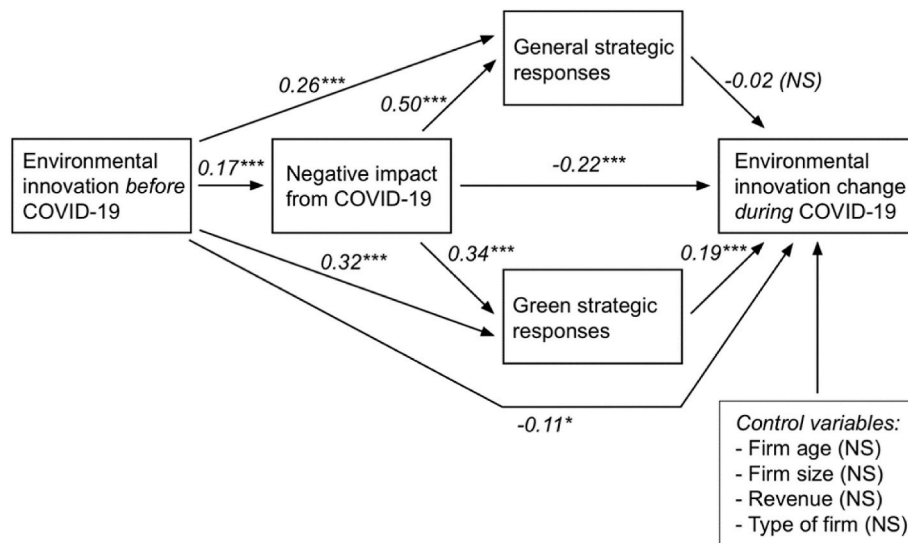 General strategic
responses
-0.02 (NS)
0.26***
0.50***
Environmental
innovation before
COVID-19
0.17***
Negative impact
from COVID-19
-0.22***
Environmental
innovation change
during COVID-19
0.32***
0.34***
0.19***
Green strategic
responses
-0.11*
Control variables:
- Firm age (NS)
- Firm size (NS)
- Revenue (NS)
- Type of firm (NS)